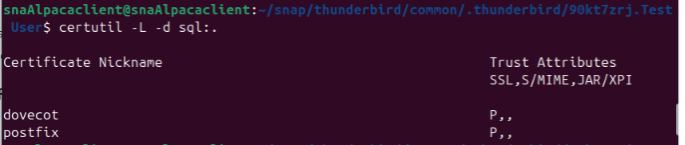 snaAlpacaclient@snaAlpacaclient:~/snap/thunderbird/common/.thunderbird/90kt7zrj.Test
User$ certutil -L -d sql:.
Certificate Nickname Trust Attributes
SSL,S/MIME,JAR/XPI
dovecot P,,
postfix P,,